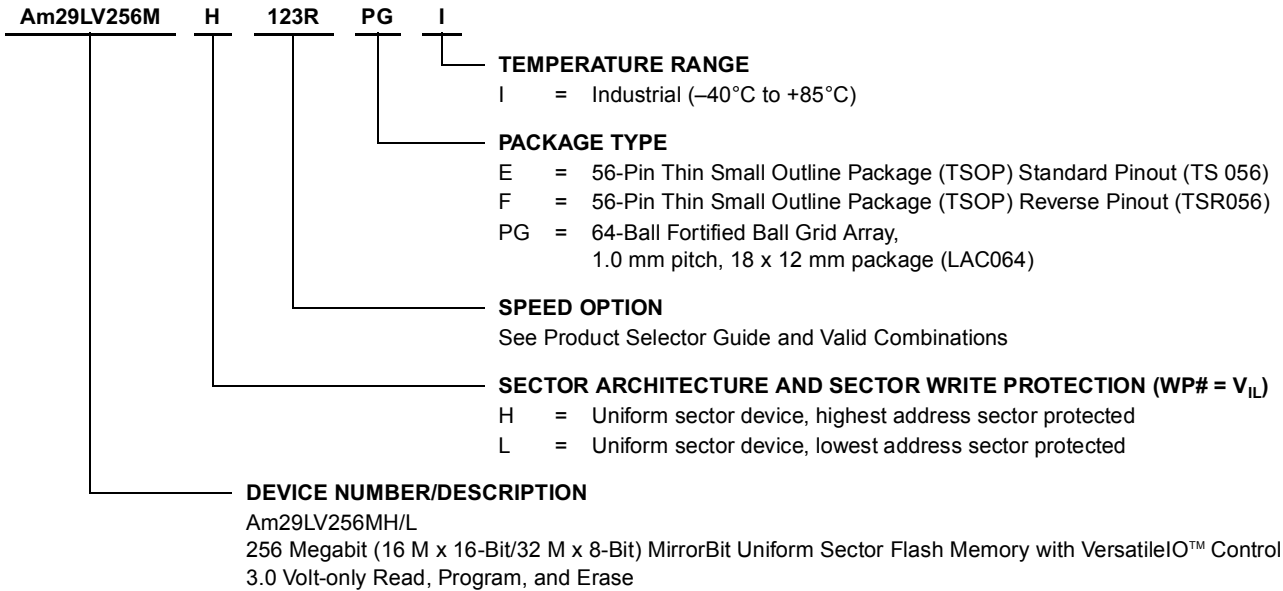 Am29LV256M H 123R PG I
TEMPERATURE RANGE
I = Industrial (–40°C to +85°C)
PACKAGE TYPE
E = 56-Pin Thin Small Outline Package (TSOP) Standard Pinout (TS 056)
F = 56-Pin Thin Small Outline Package (TSOP) Reverse Pinout (TSR056)
PG = 64-Ball Fortified Ball Grid Array,
1.0 mm pitch, 18 x 12 mm package (LAC064)
SPEED OPTION
See Product Selector Guide and Valid Combinations
SECTOR ARCHITECTURE AND SECTOR WRITE PROTECTION (WP# = VIL)
H = Uniform sector device, highest address sector protected
L = Uniform sector device, lowest address sector protected
DEVICE NUMBER/DESCRIPTION
Am29LV256MH/L
256 Megabit (16 M x 16-Bit/32 M x 8-Bit) MirrorBit Uniform Sector Flash Memory with VersatileIO™ Control
3.0 Volt-only Read, Program, and Erase